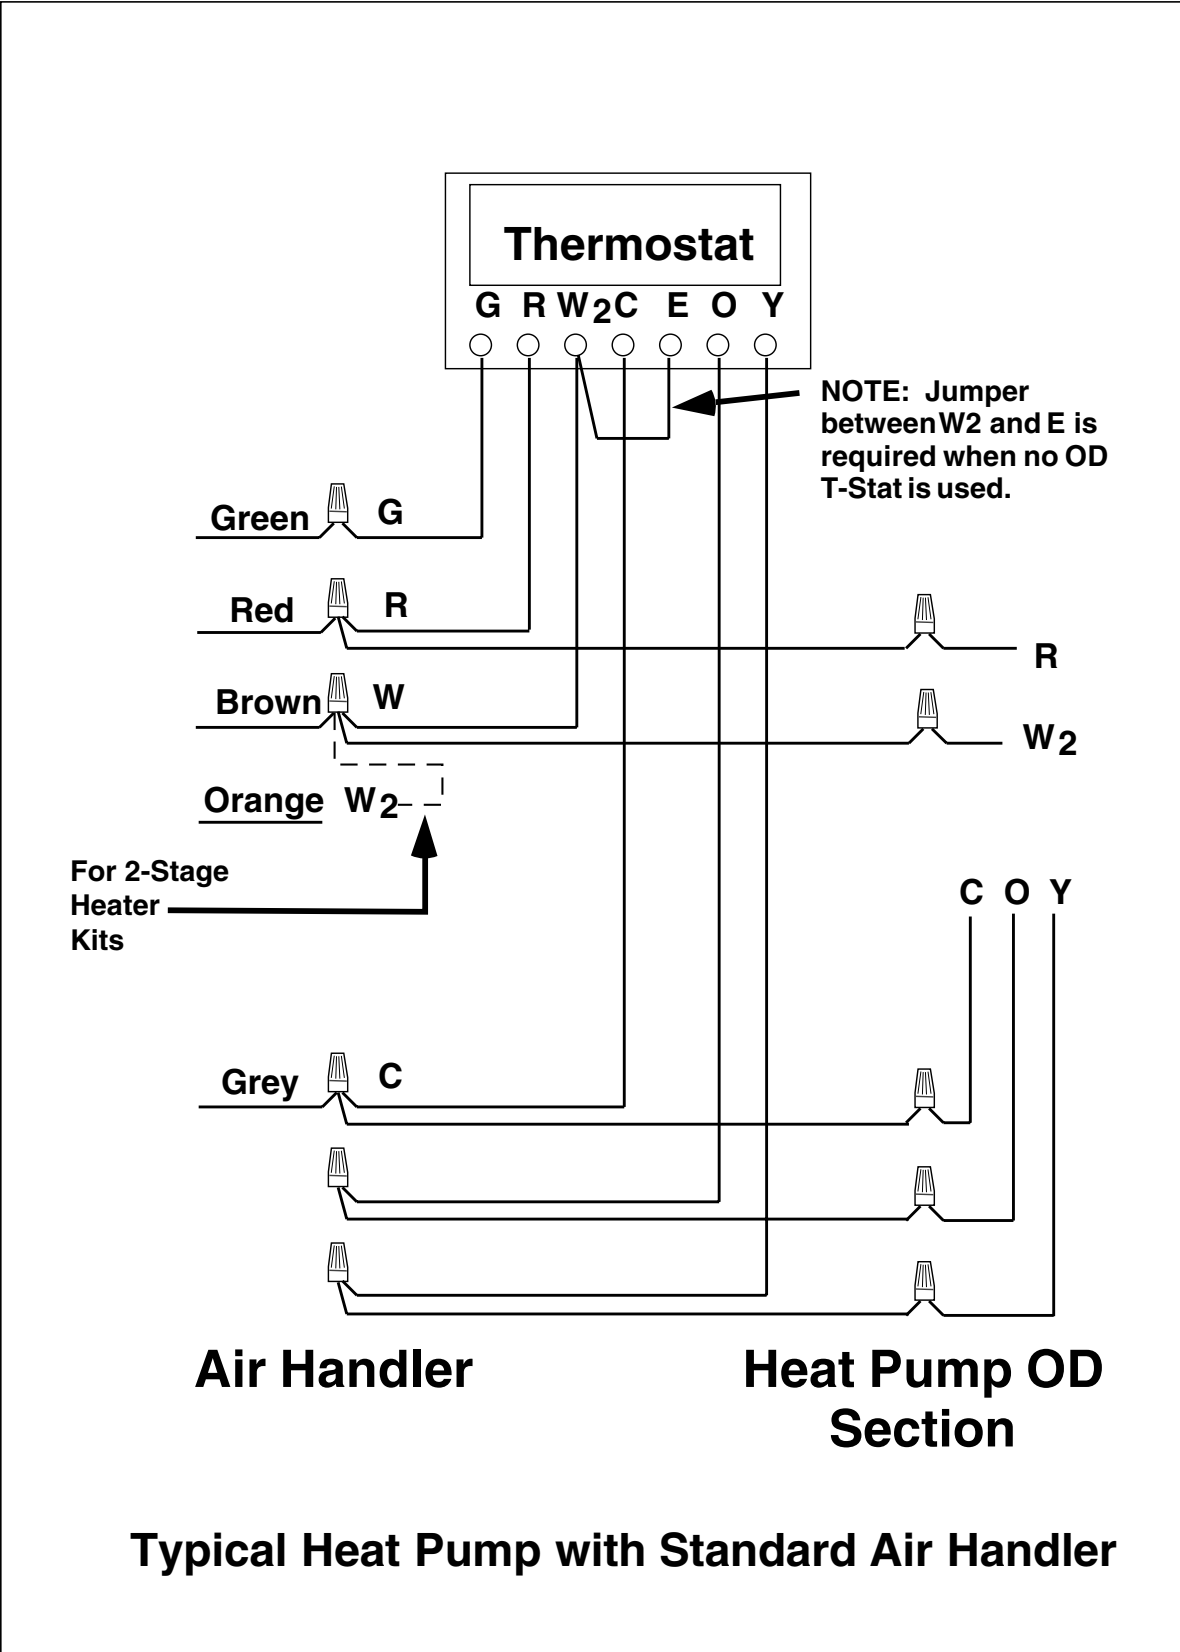 Thermostat
G R W2 C E O Y
NOTE: Jumper
between W2 and E is
required when no OD
T-Stat is used.
Green G
Red R
R
Brown W
W2
Orange W2
For 2-Stage
Heater
Kits
C O Y
Grey C
Air Handler
Heat Pump OD
Section
Typical Heat Pump with Standard Air Handler